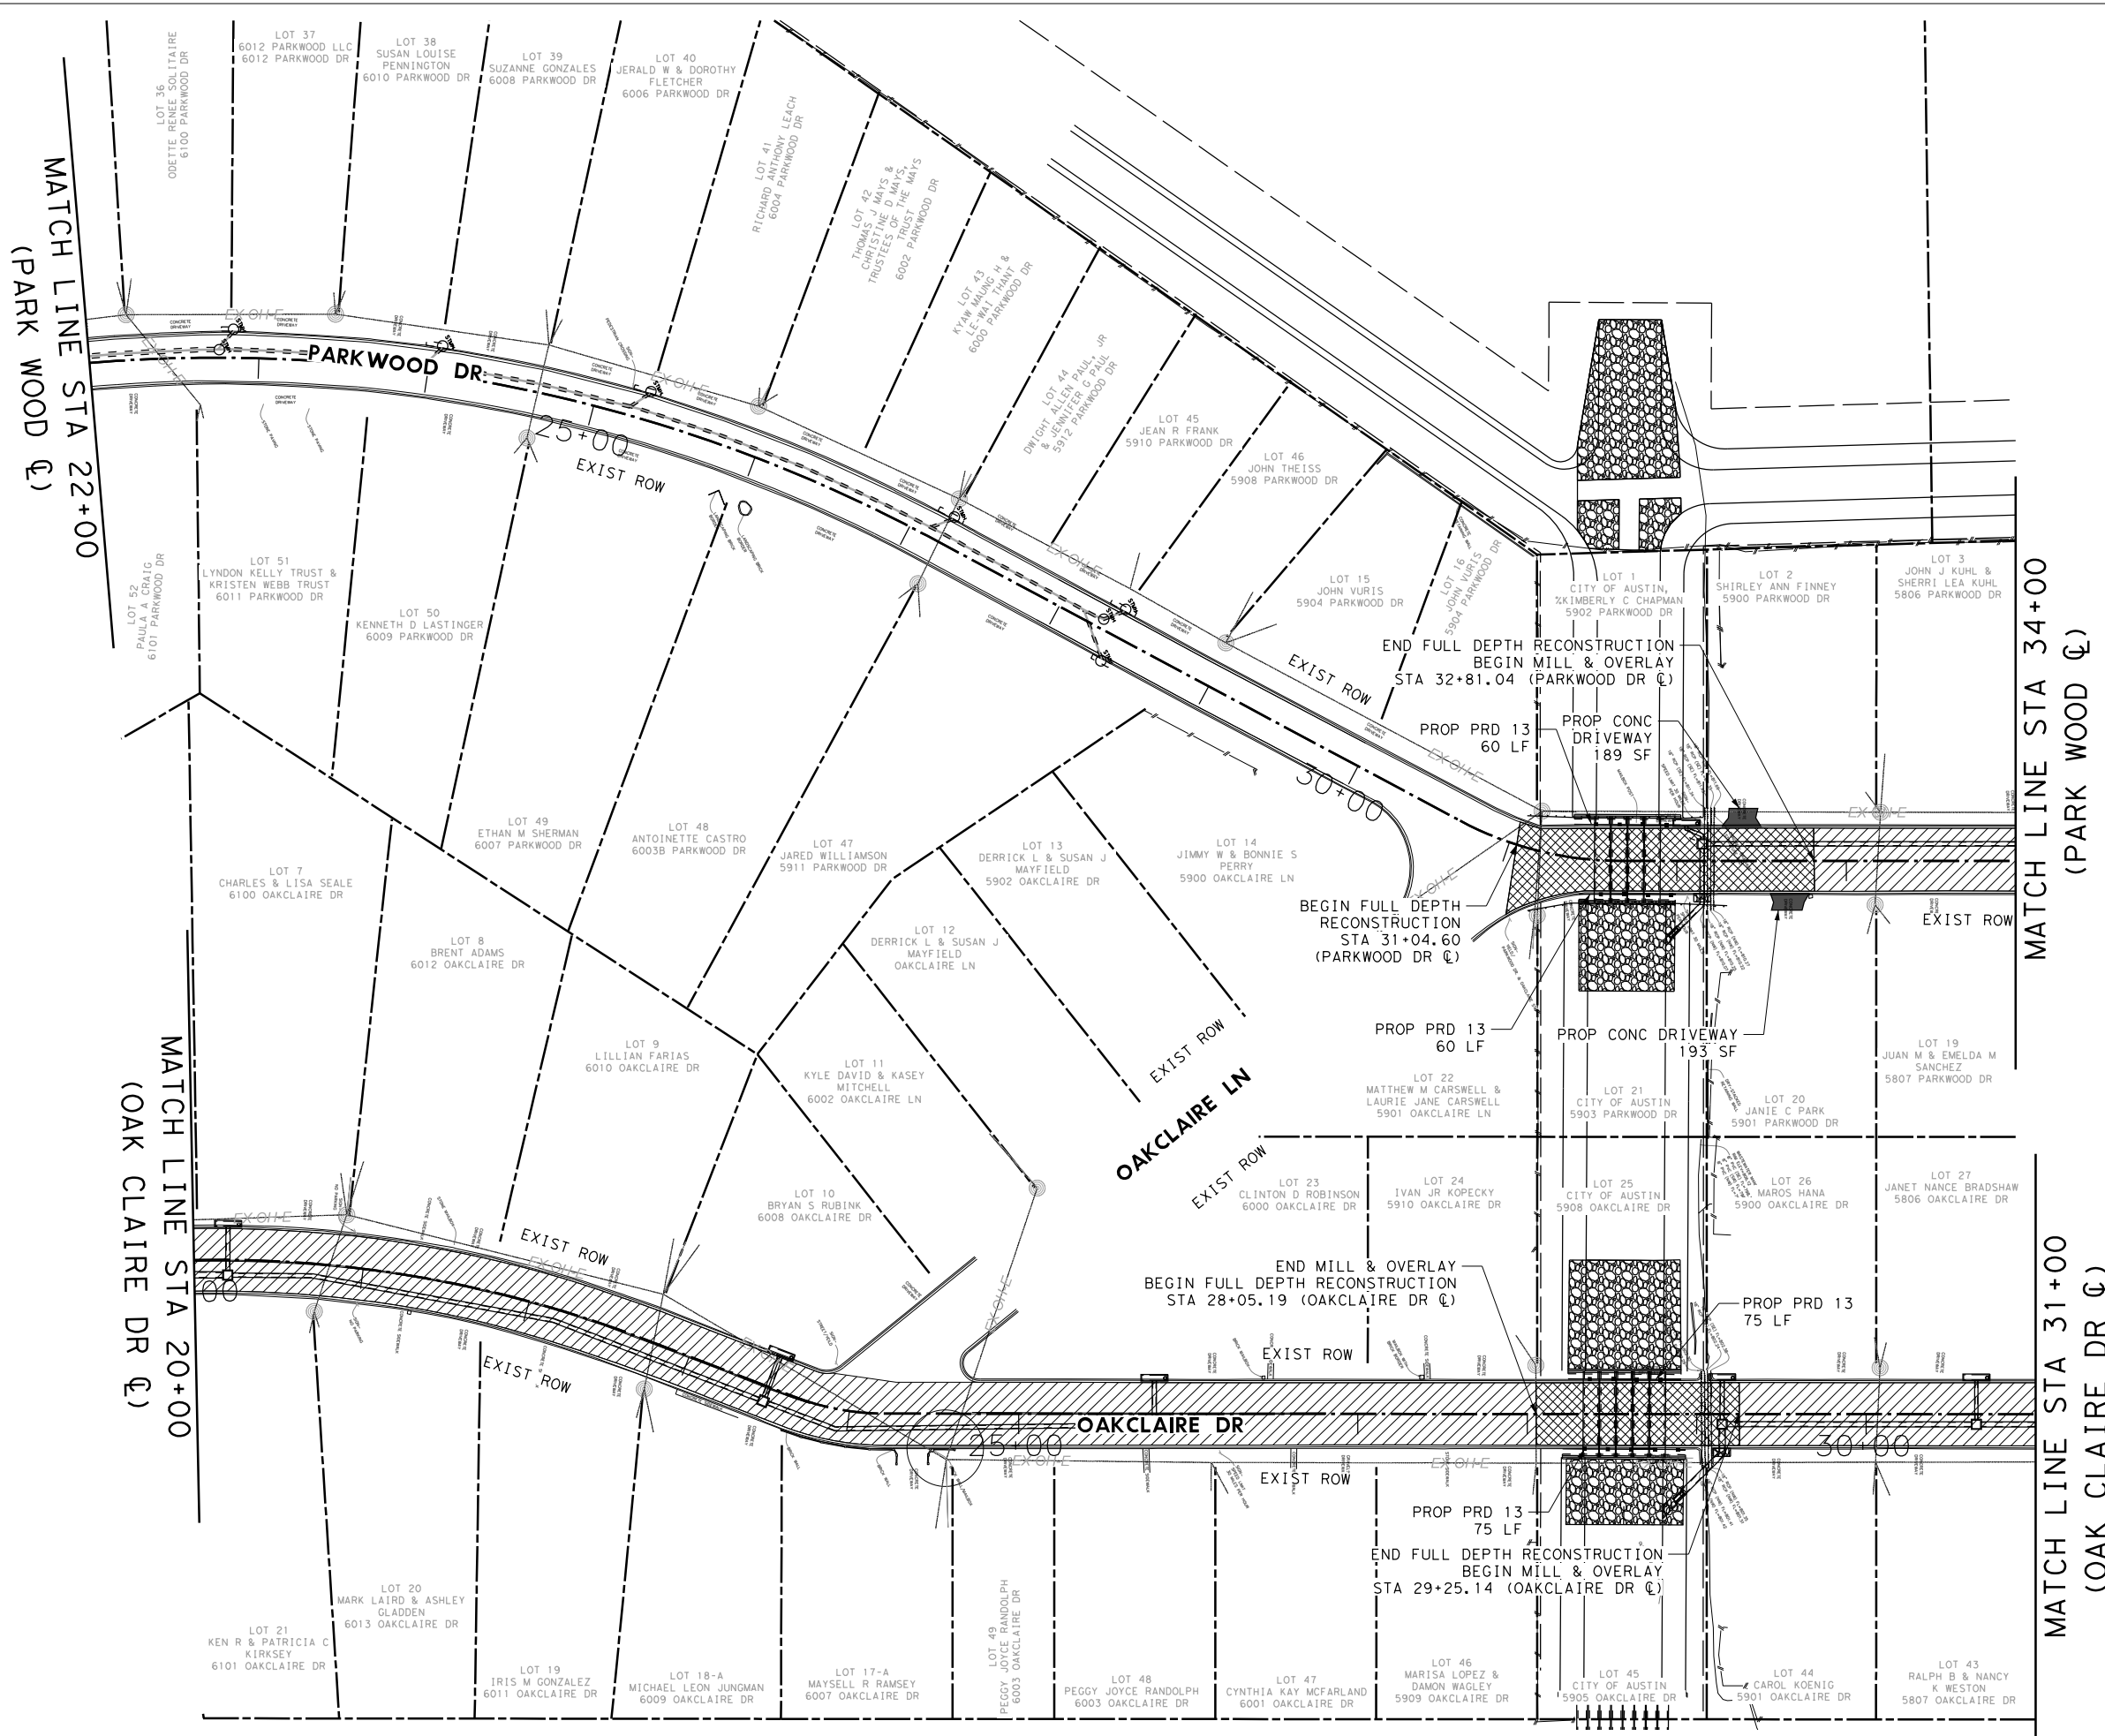 LOT 36
ODETTE RENEE SOLITAIRE
6100 PARKWOOD DR
LOT 37
6012 PARKWOOD LLC
6012 PARKWOOD DR
LOT 38
SUSAN LOUISE
PENNINGTON
6010 PARKWOOD DR
LOT 39
SUZANNE GONZALES
6008 PARKWOOD DR
LOT 40
JERALD W & DOROTHY
FLETCHER
6006 PARKWOOD DR
LOT 41
RICHARD ANTHONY LEACH
6004 PARKWOOD DR
LOT 42
THOMAS J MAYS &
CHRISTINE D MAYS,
TRUSTEES OF THE MAYS
TRUST
6002 PARKWOOD DR
LOT 43
KYAW MAUNG H &
LE-WAI THANT
6000 PARKWOOD DR
LOT 44
DWIGHT ALLEN PAUL, JR
& JENNIFER G PAUL
5912 PARKWOOD DR
LOT 45
JEAN R FRANK
5910 PARKWOOD DR
LOT 46
JOHN THEISS
5908 PARKWOOD DR
LOT 15
JOHN VURIS
5904 PARKWOOD DR
LOT 16
JOHN VURIS
5904 PARKWOOD DR
LOT 1
CITY OF AUSTIN,
%KIMBERLY C CHAPMAN
5902 PARKWOOD DR
LOT 2
SHIRLEY ANN FINNEY
5900 PARKWOOD DR
LOT 3
JOHN J KUHL &
SHERRI LEA KUHL
5806 PARKWOOD DR
MATCH LINE STA 22+00
(PARK WOOD ℄)
PARKWOOD DR
EX-OH-E
EX-OH-E
EX-OH-E
25+00
EXIST ROW
EX-OH-E
EXIST ROW
EX-OH-E
30+00
EX-OH-E
EX-OH-E
MATCH LINE STA 34+00
(PARK WOOD ℄)
END FULL DEPTH RECONSTRUCTION
BEGIN MILL & OVERLAY
STA 32+81.04 (PARKWOOD DR ℄)
PROP PRD 13
60 LF
PROP CONC
DRIVEWAY
189 SF
BEGIN FULL DEPTH
RECONSTRUCTION
STA 31+04.60
(PARKWOOD DR ℄)
EXIST ROW
PROP PRD 13
60 LF
PROP CONC DRIVEWAY
193 SF
LOT 52
PAULA A CRAIG
6101 PARKWOOD DR
LOT 51
LYNDON KELLY TRUST &
KRISTEN WEBB TRUST
6011 PARKWOOD DR
LOT 50
KENNETH D LASTINGER
6009 PARKWOOD DR
LOT 49
ETHAN M SHERMAN
6007 PARKWOOD DR
LOT 48
ANTOINETTE CASTRO
6003B PARKWOOD DR
LOT 47
JARED WILLIAMSON
5911 PARKWOOD DR
LOT 13
DERRICK L & SUSAN J
MAYFIELD
5902 OAKCLAIRE DR
LOT 14
JIMMY W & BONNIE S
PERRY
5900 OAKCLAIRE LN
LOT 7
CHARLES & LISA SEALE
6100 OAKCLAIRE DR
LOT 8
BRENT ADAMS
6012 OAKCLAIRE DR
LOT 12
DERRICK L & SUSAN J
MAYFIELD
OAKCLAIRE LN
LOT 9
LILLIAN FARIAS
6010 OAKCLAIRE DR
LOT 11
KYLE DAVID & KASEY
MITCHELL
6002 OAKCLAIRE LN
LOT 10
BRYAN S RUBINK
6008 OAKCLAIRE DR
EXIST ROW
OAKCLAIRE LN
EXIST ROW
LOT 22
MATTHEW M CARSWELL &
LAURIE JANE CARSWELL
5901 OAKCLAIRE LN
LOT 21
CITY OF AUSTIN
5903 PARKWOOD DR
LOT 20
JANIE C PARK
5901 PARKWOOD DR
LOT 19
JUAN M & EMELDA M
SANCHEZ
5807 PARKWOOD DR
LOT 23
CLINTON D ROBINSON
6000 OAKCLAIRE DR
LOT 24
IVAN JR KOPECKY
5910 OAKCLAIRE DR
LOT 25
CITY OF AUSTIN
5908 OAKCLAIRE DR
LOT 26
MAROS HANA
5900 OAKCLAIRE DR
LOT 27
JANET NANCE BRADSHAW
5806 OAKCLAIRE DR
MATCH LINE STA 20+00
(OAK CLAIRE DR ℄)
EX-OH-E
EXIST ROW
EX-OH-E
EXIST ROW
EX-OH-E
25+00
OAKCLAIRE DR
END MILL & OVERLAY
BEGIN FULL DEPTH RECONSTRUCTION
STA 28+05.19 (OAKCLAIRE DR ℄)
PROP PRD 13
75 LF
EXIST ROW
EXIST ROW
EX-OH-E
EX-OH-E
30+00
PROP PRD 13
75 LF
END FULL DEPTH RECONSTRUCTION
BEGIN MILL & OVERLAY
STA 29+25.14 (OAKCLAIRE DR ℄)
MATCH LINE STA 31+00
(OAK CLAIRE DR ℄)
LOT 21
KEN R & PATRICIA C
KIRKSEY
6101 OAKCLAIRE DR
LOT 20
MARK LAIRD & ASHLEY
GLADDEN
6013 OAKCLAIRE DR
LOT 19
IRIS M GONZALEZ
6011 OAKCLAIRE DR
LOT 18-A
MICHAEL LEON JUNGMAN
6009 OAKCLAIRE DR
LOT 17-A
MAYSELL R RAMSEY
6007 OAKCLAIRE DR
LOT 49
PEGGY JOYCE RANDOLPH
6003 OAKCLAIRE DR
LOT 48
PEGGY JOYCE RANDOLPH
6003 OAKCLAIRE DR
LOT 47
CYNTHIA KAY MCFARLAND
6001 OAKCLAIRE DR
LOT 46
MARISA LOPEZ &
DAMON WAGLEY
5909 OAKCLAIRE DR
LOT 45
CITY OF AUSTIN
5905 OAKCLAIRE DR
LOT 44
CAROL KOENIG
5901 OAKCLAIRE DR
LOT 43
RALPH B & NANCY
K WESTON
5807 OAKCLAIRE DR